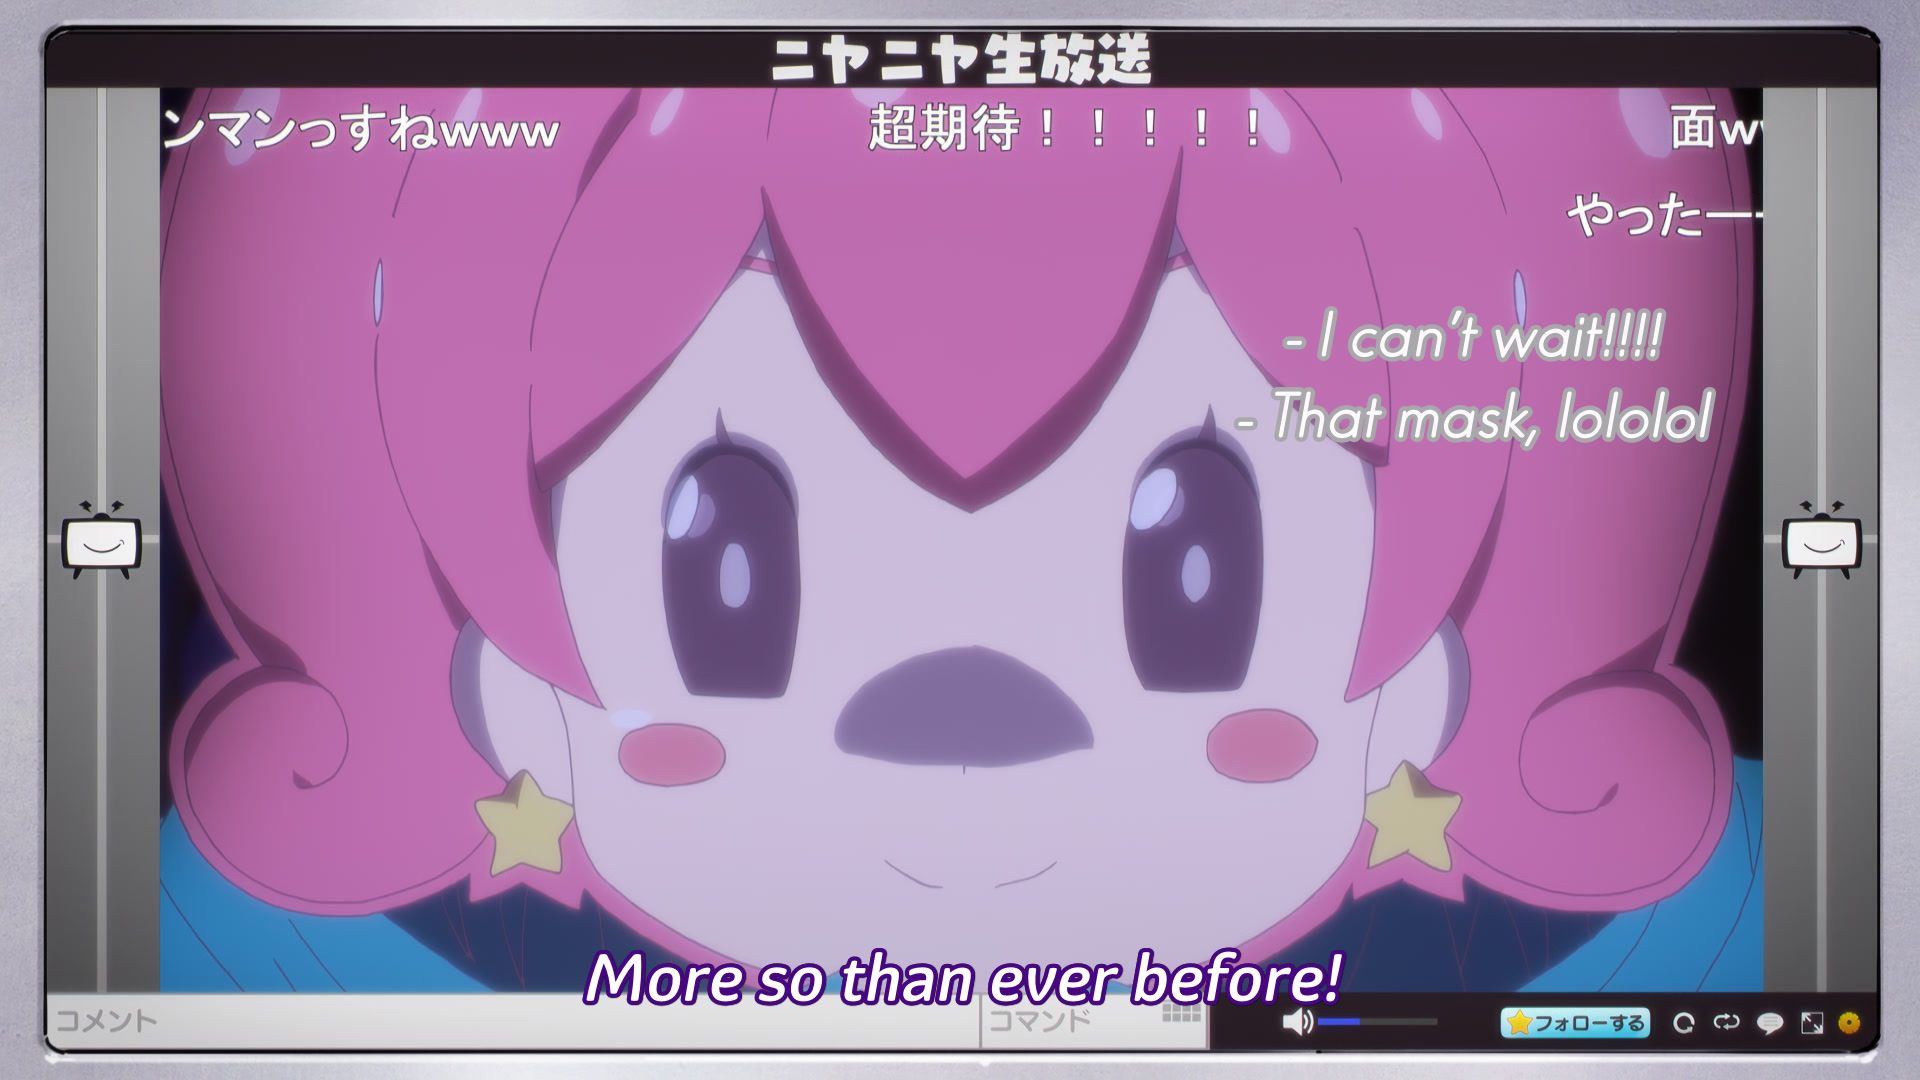 ニヤニヤ生放送
ンマンっすねwww
超期待！！！！！
面w
やったー
- I can't wait!!!!
- That mask, lololol
More so than ever before!
コメント
コマンド
フォローする